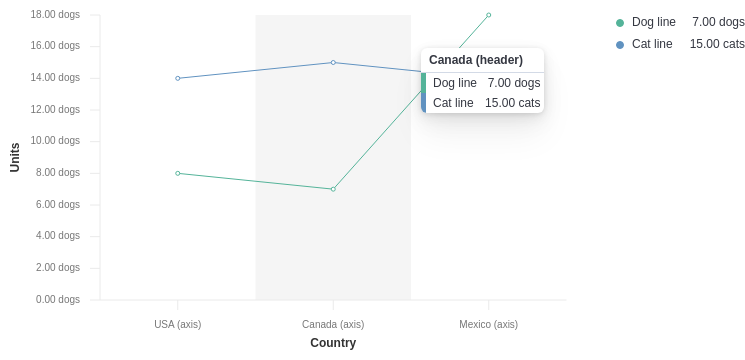 18.00 dogs
16.00 dogs
14.00 dogs
12.00 dogs
10.00 dogs
8.00 dogs
6.00 dogs
4.00 dogs
2.00 dogs
0.00 dogs
Units
USA (axis)
Canada (axis)
Mexico (axis)
Country
Canada (header)
Dog line 7.00 dogs
Cat line 15.00 cats
Dog line 7.00 dogs
Cat line 15.00 cats